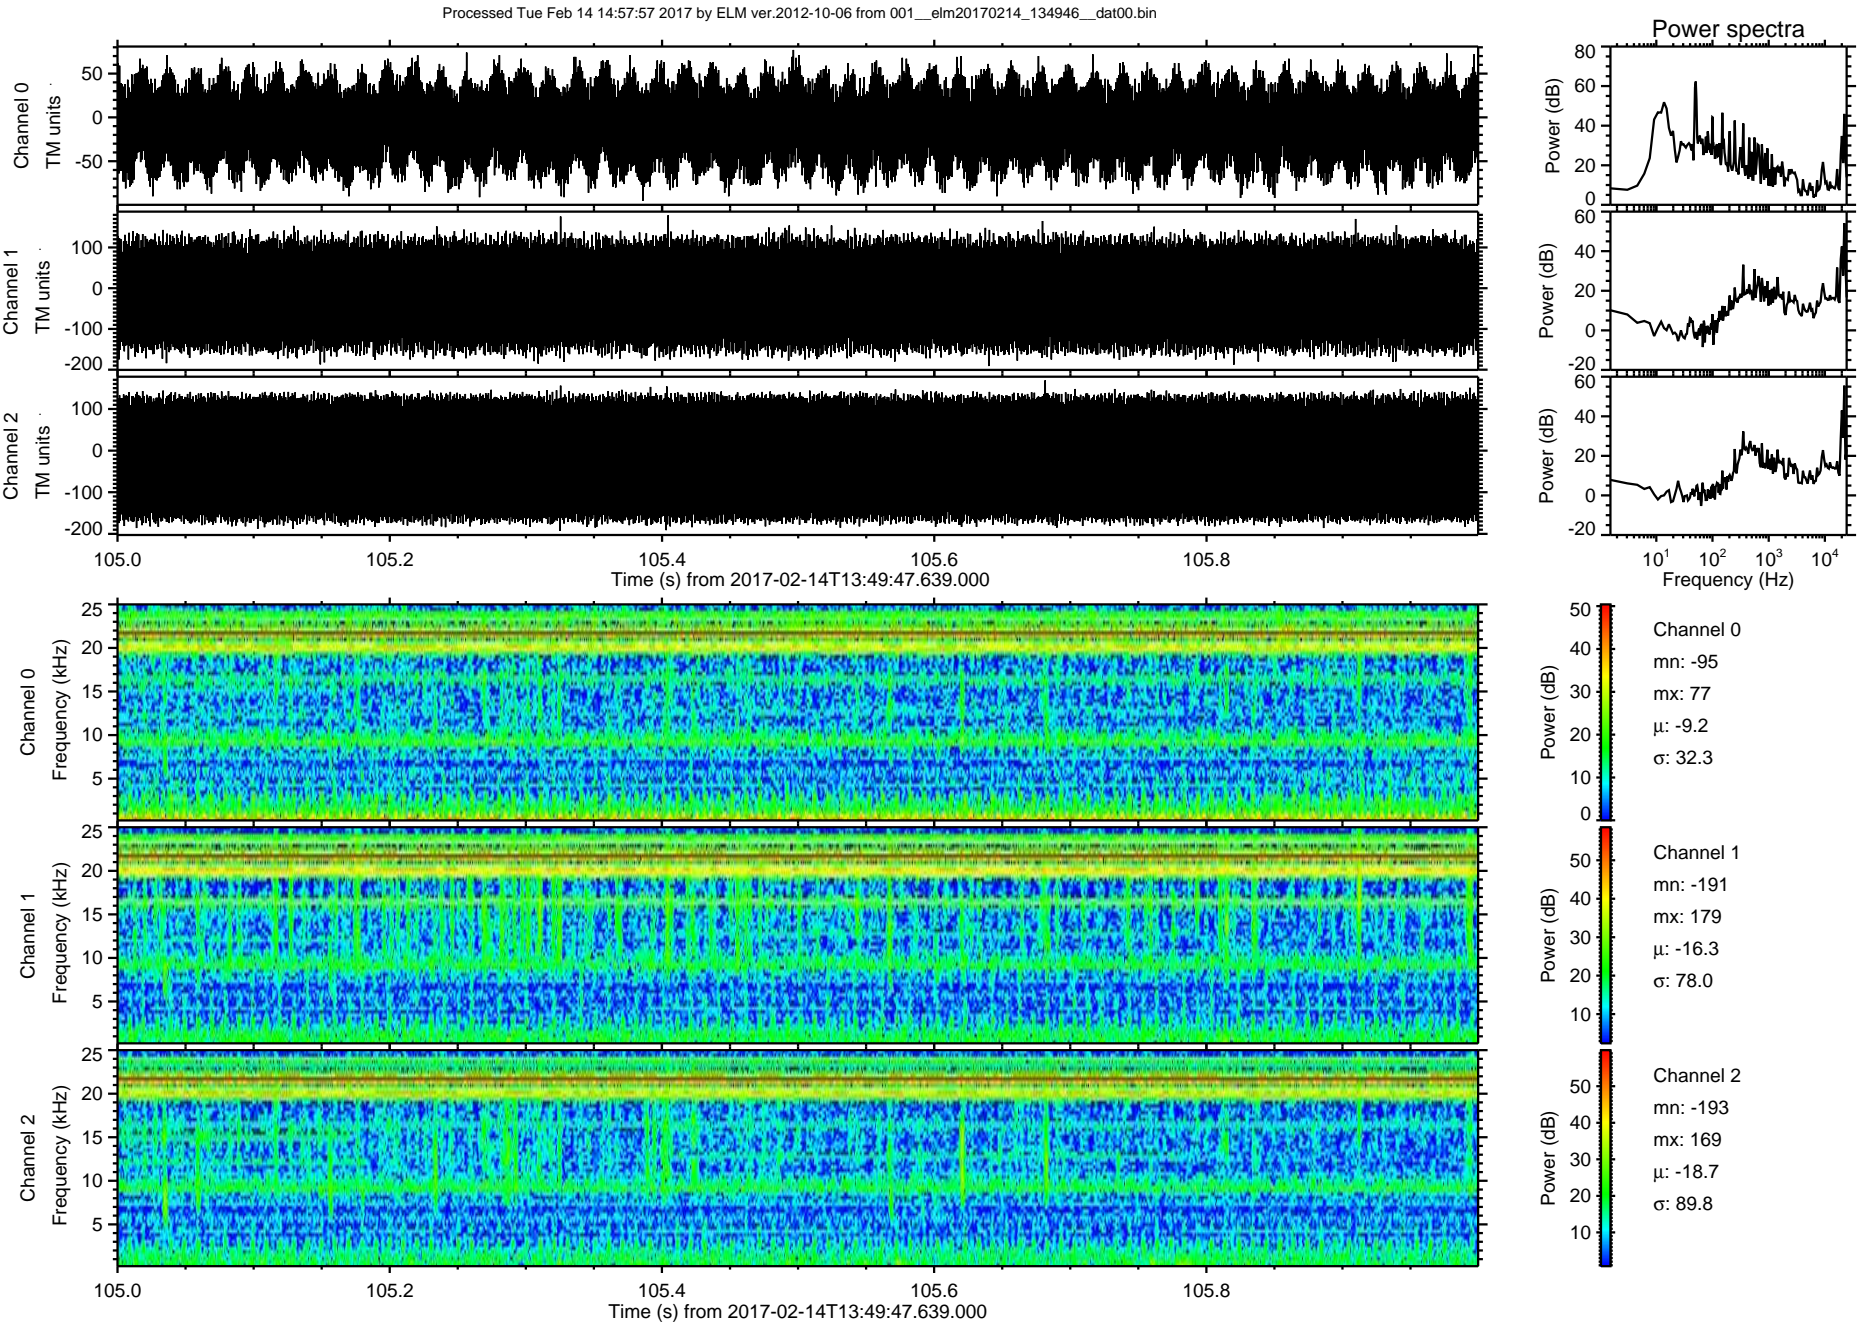 Processed Tue Feb 14 14:57:57 2017 by ELM ver.2012-10-06 from 001__elm20170214_134946__dat00.bin
Power spectra
Channel 0
TM units
50
0
-50
Power (dB)
80
60
40
20
0
Channel 1
TM units
100
0
-100
-200
Power (dB)
60
40
20
0
-20
Channel 2
TM units
100
0
-100
-200
Power (dB)
60
40
20
0
-20
105.0 105.2 105.4 105.6 105.8
Time (s) from 2017-02-14T13:49:47.639.000
10^1 10^2 10^3 10^4
Frequency (Hz)
Channel 0
Frequency (kHz)
25
20
15
10
5
Power (dB)
50
40
30
20
10
0
Channel 0
mn: -95
mx: 77
μ: -9.2
σ: 32.3
Channel 1
Frequency (kHz)
25
20
15
10
5
Power (dB)
50
40
30
20
10
Channel 1
mn: -191
mx: 179
μ: -16.3
σ: 78.0
Channel 2
Frequency (kHz)
25
20
15
10
5
Power (dB)
50
40
30
20
10
Channel 2
mn: -193
mx: 169
μ: -18.7
σ: 89.8
105.0 105.2 105.4 105.6 105.8
Time (s) from 2017-02-14T13:49:47.639.000